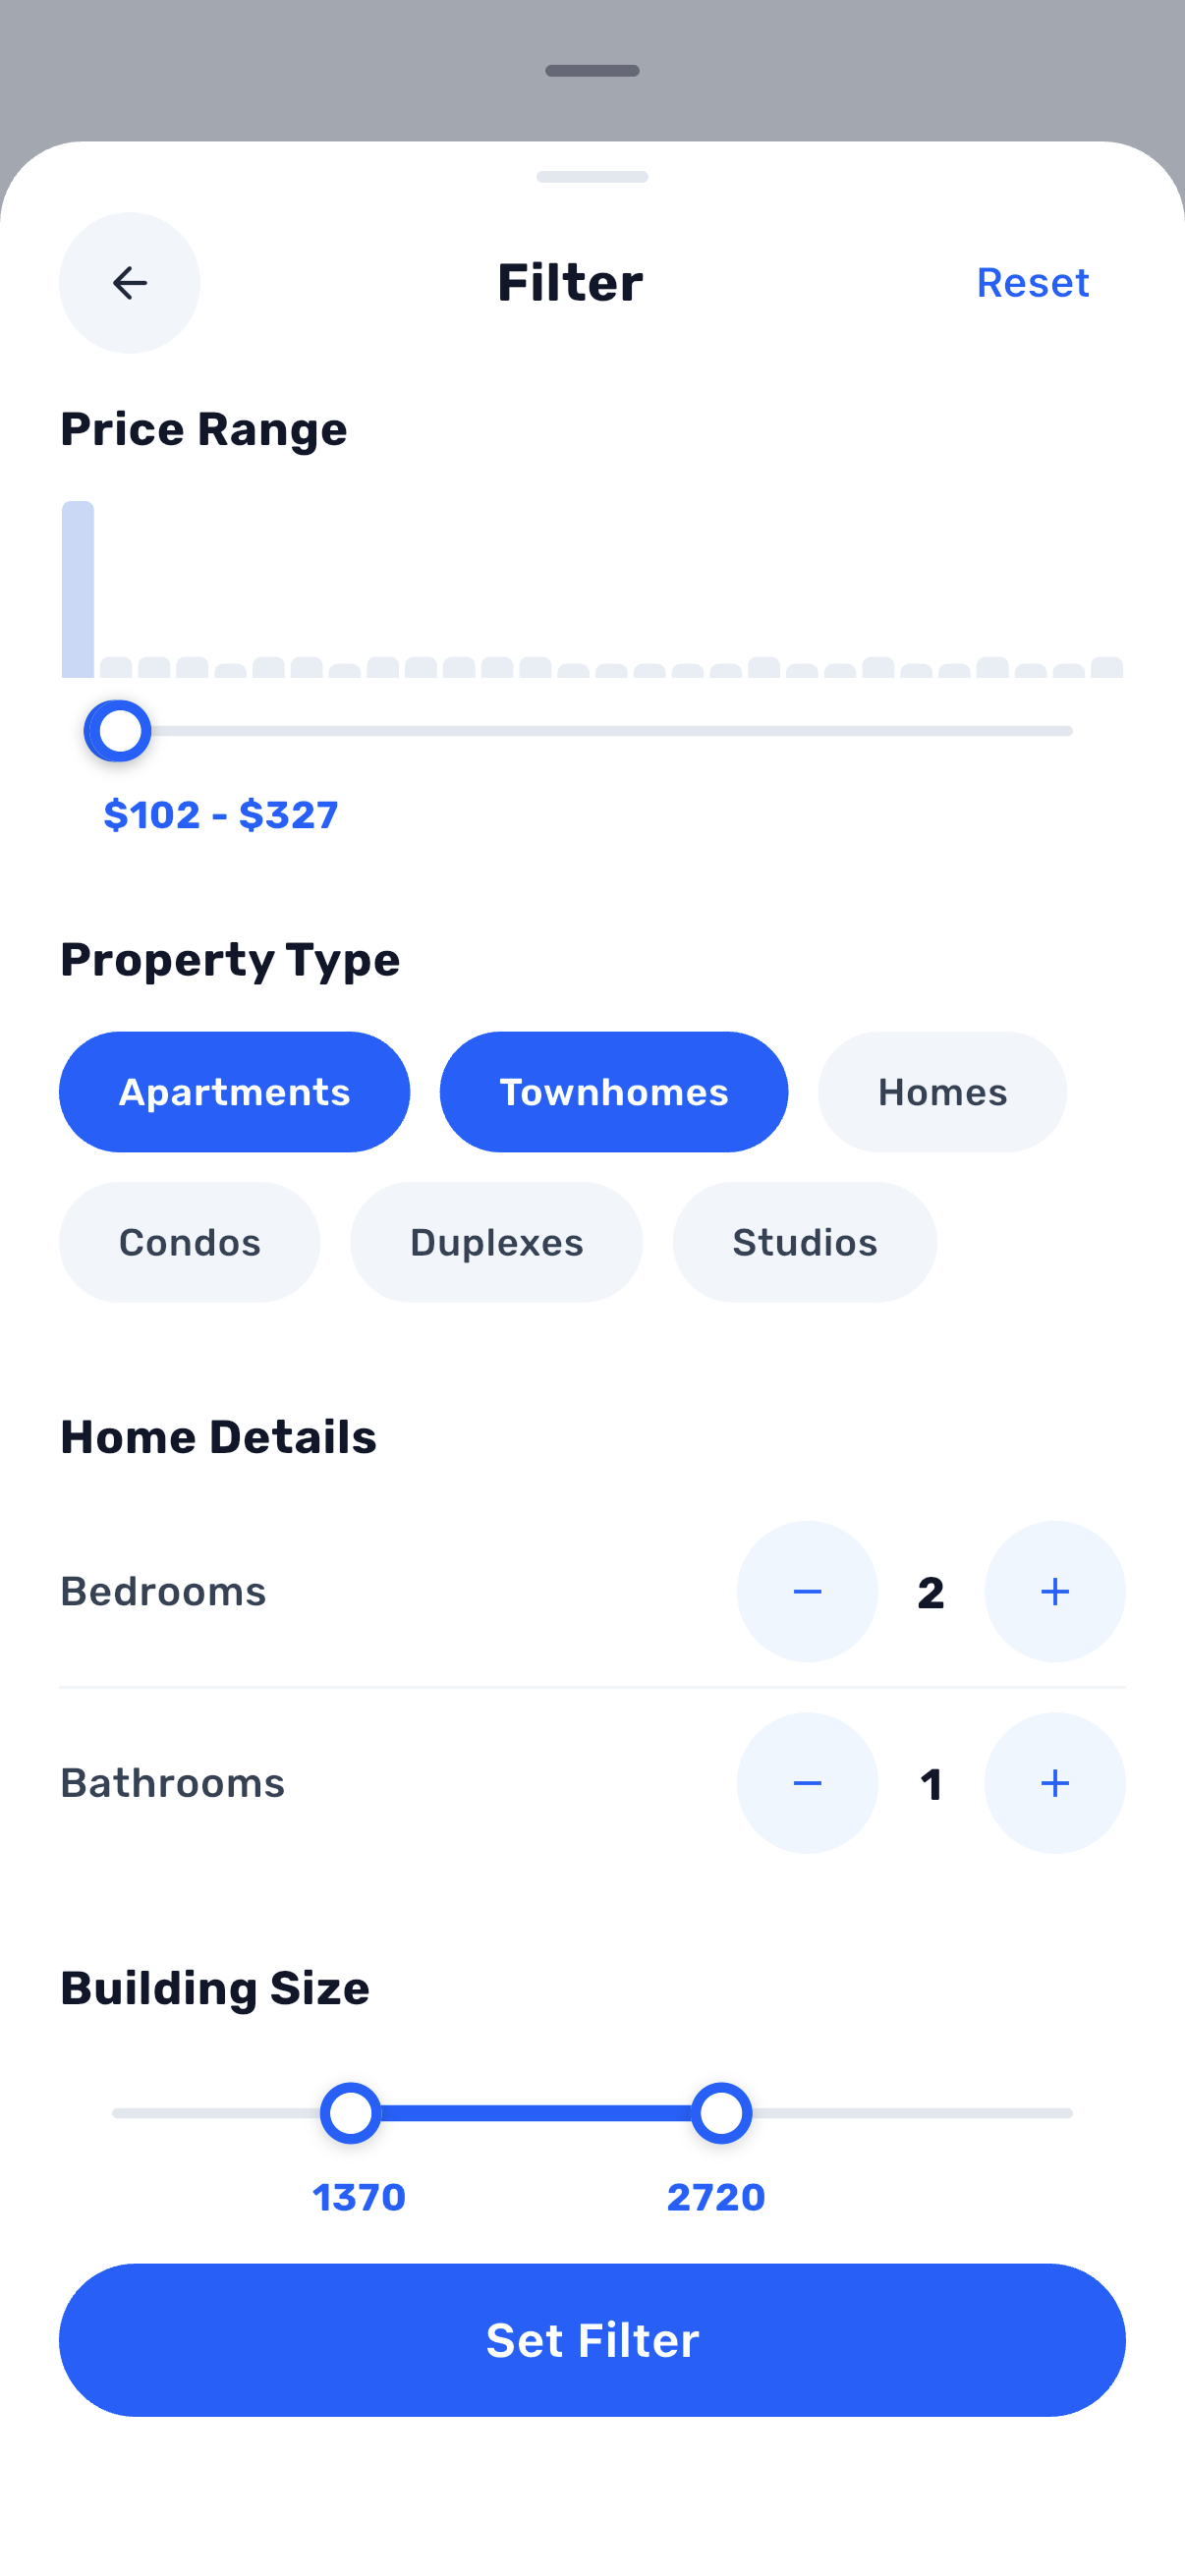 Filter
Reset
Price Range
$102 - $327
Property Type
Apartments
Townhomes
Homes
Condos
Duplexes
Studios
Home Details
Bedrooms
2
Bathrooms
1
Building Size
1370
2720
Set Filter